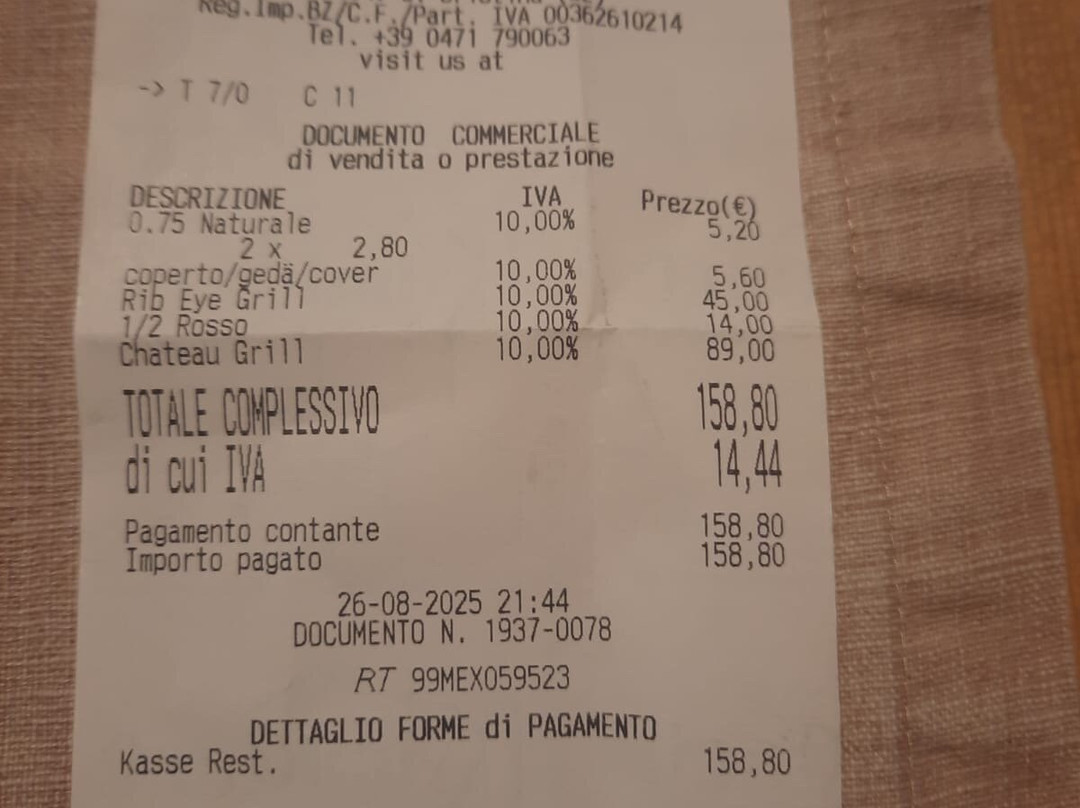 Reg.Imp.BZ/C.F./Part. IVA 00362610214
Tel. +39 0471 790063
visit us at
-> T 7/0 C 11
DOCUMENTO COMMERCIALE
di vendita o prestazione
DESCRIZIONE IVA Prezzo(€)
0.75 Naturale 10,00% 5,20
2 x 2,80
coperto/gedä/cover 10,00% 5,60
Rib Eye Grill 10,00% 45,00
1/2 Rosso 10,00% 14,00
Chateau Grill 10,00% 89,00
TOTALE COMPLESSIVO 158,80
di cui IVA 14,44
Pagamento contante 158,80
Importo pagato 158,80
26-08-2025 21:44
DOCUMENTO N. 1937-0078
RT 99MEX059523
DETTAGLIO FORME di PAGAMENTO
Kasse Rest. 158,80